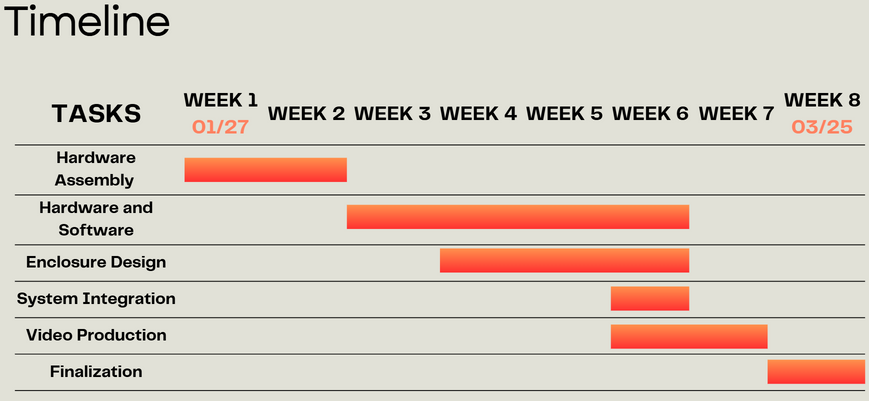 Timeline
TASKS
WEEK 1
01/27
WEEK 2
WEEK 3
WEEK 4
WEEK 5
WEEK 6
WEEK 7
WEEK 8
03/25
Hardware
Assembly
Hardware and
Software
Enclosure Design
System Integration
Video Production
Finalization